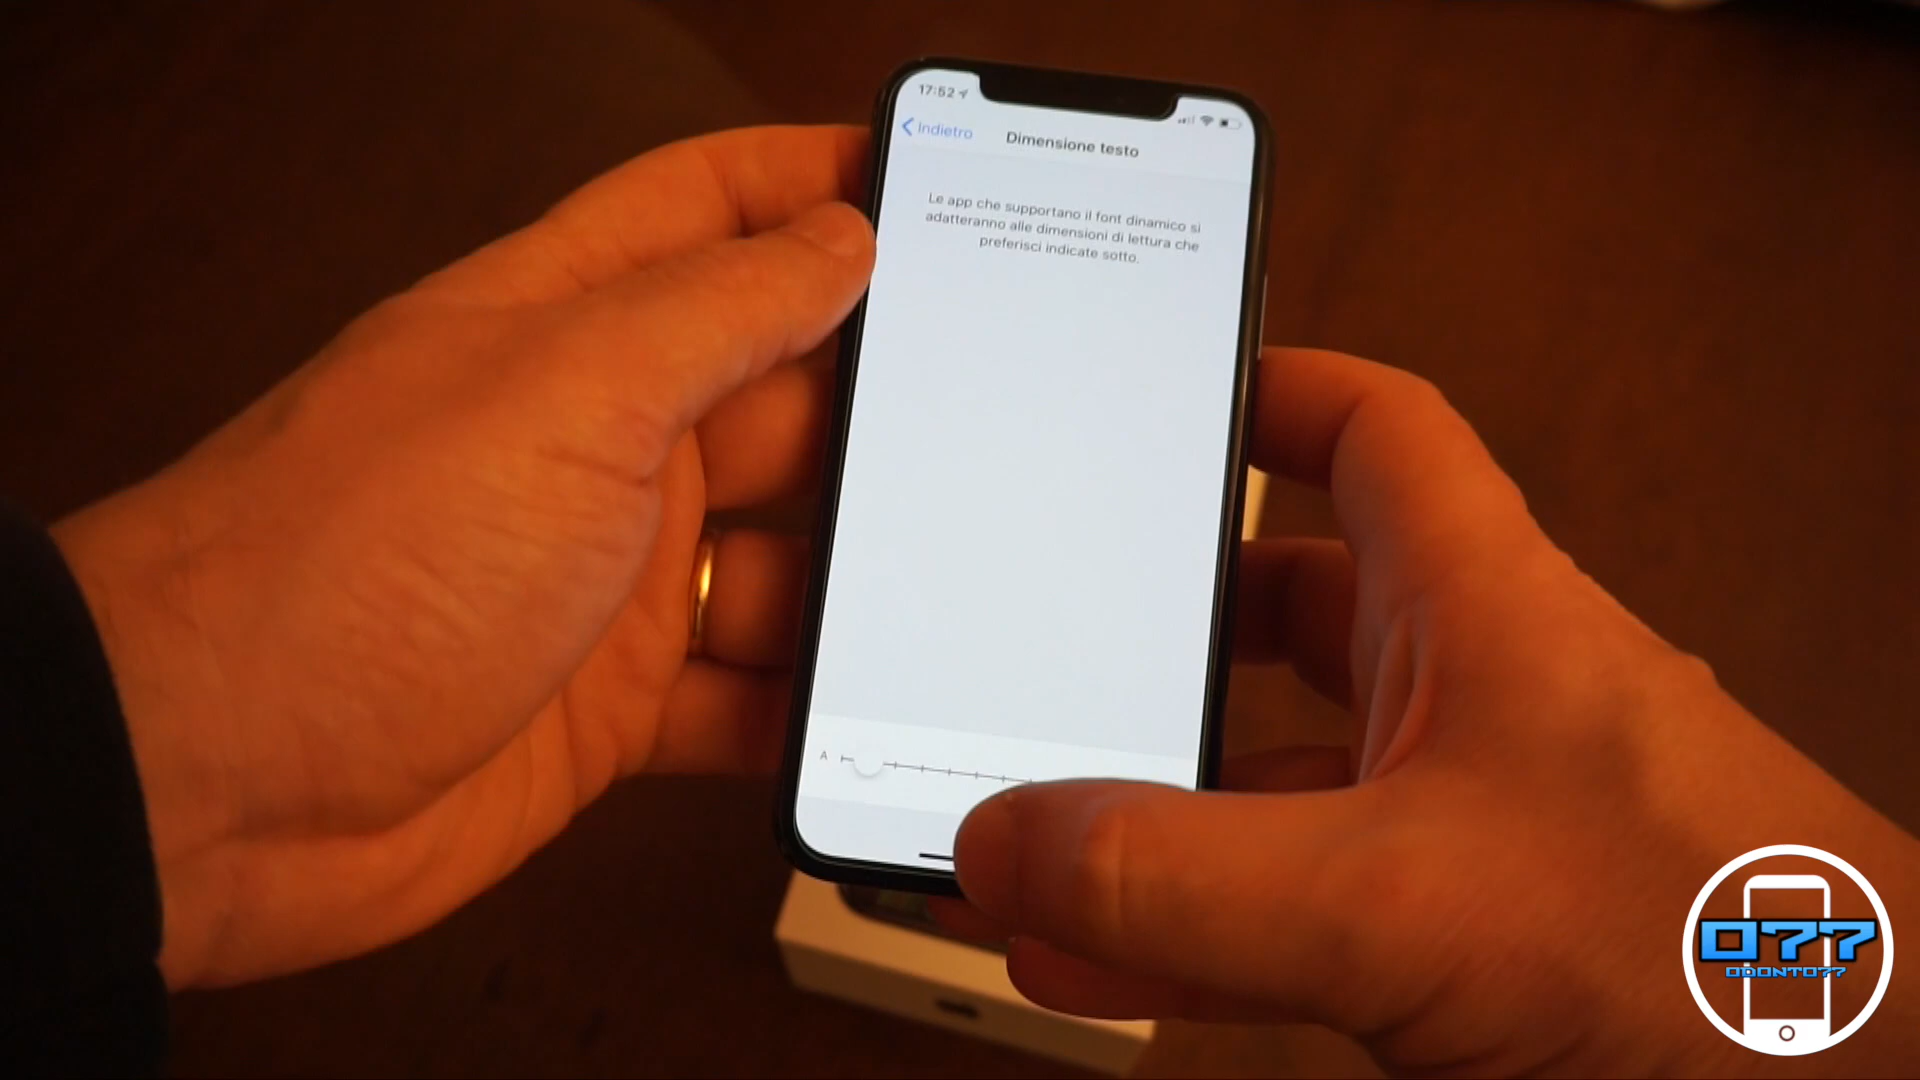 17:52
Indietro
Dimensione testo
Le app che supportano il font dinamico si
adatteranno alle dimensioni di lettura che
preferisci indicate sotto.
A
077
ODONTO77